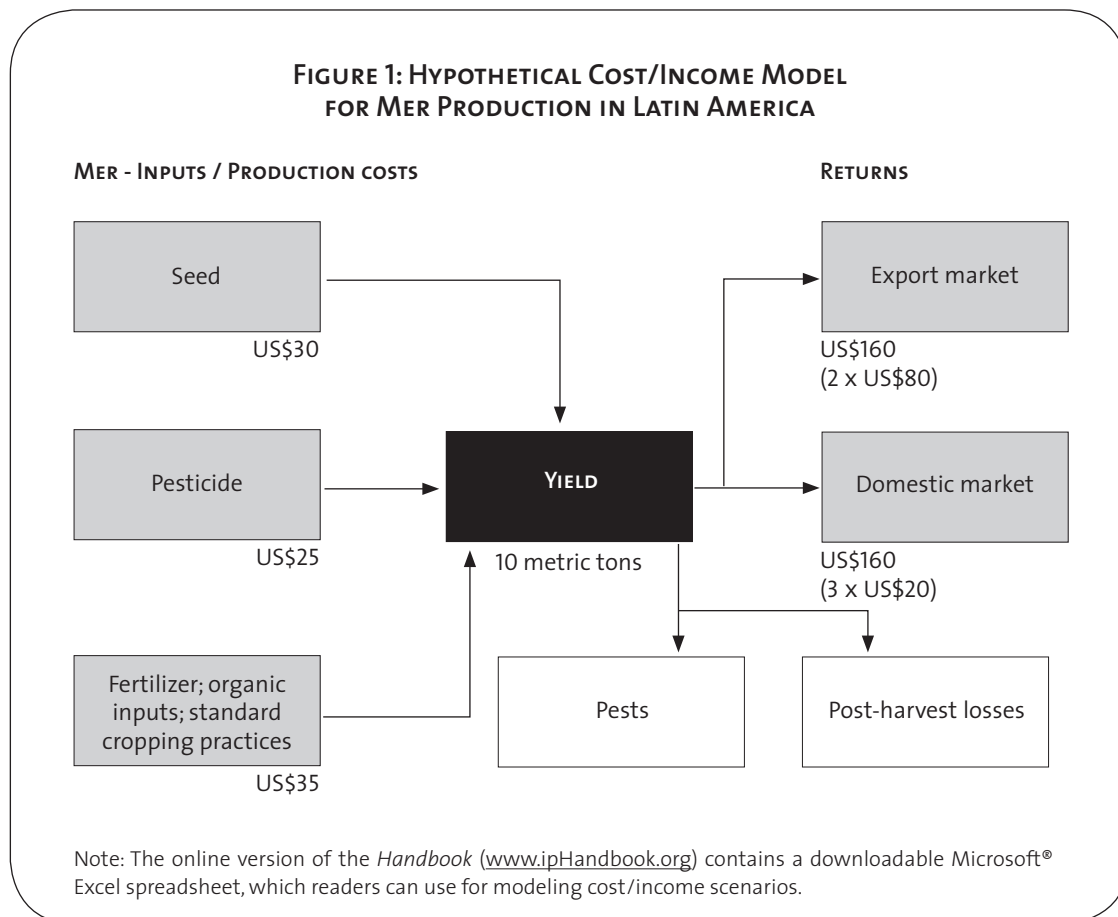 Figure 1: Hypothetical Cost/Income Model
for Mer Production in Latin America
Mer - Inputs / Production costs
Returns
Seed
US$30
Export market
US$160
(2 x US$80)
Pesticide
US$25
Yield
10 metric tons
Domestic market
US$160
(3 x US$20)
Fertilizer; organic
inputs; standard
cropping practices
US$35
Pests
Post-harvest losses
Note: The online version of the Handbook (www.ipHandbook.org) contains a downloadable Microsoft®
Excel spreadsheet, which readers can use for modeling cost/income scenarios.